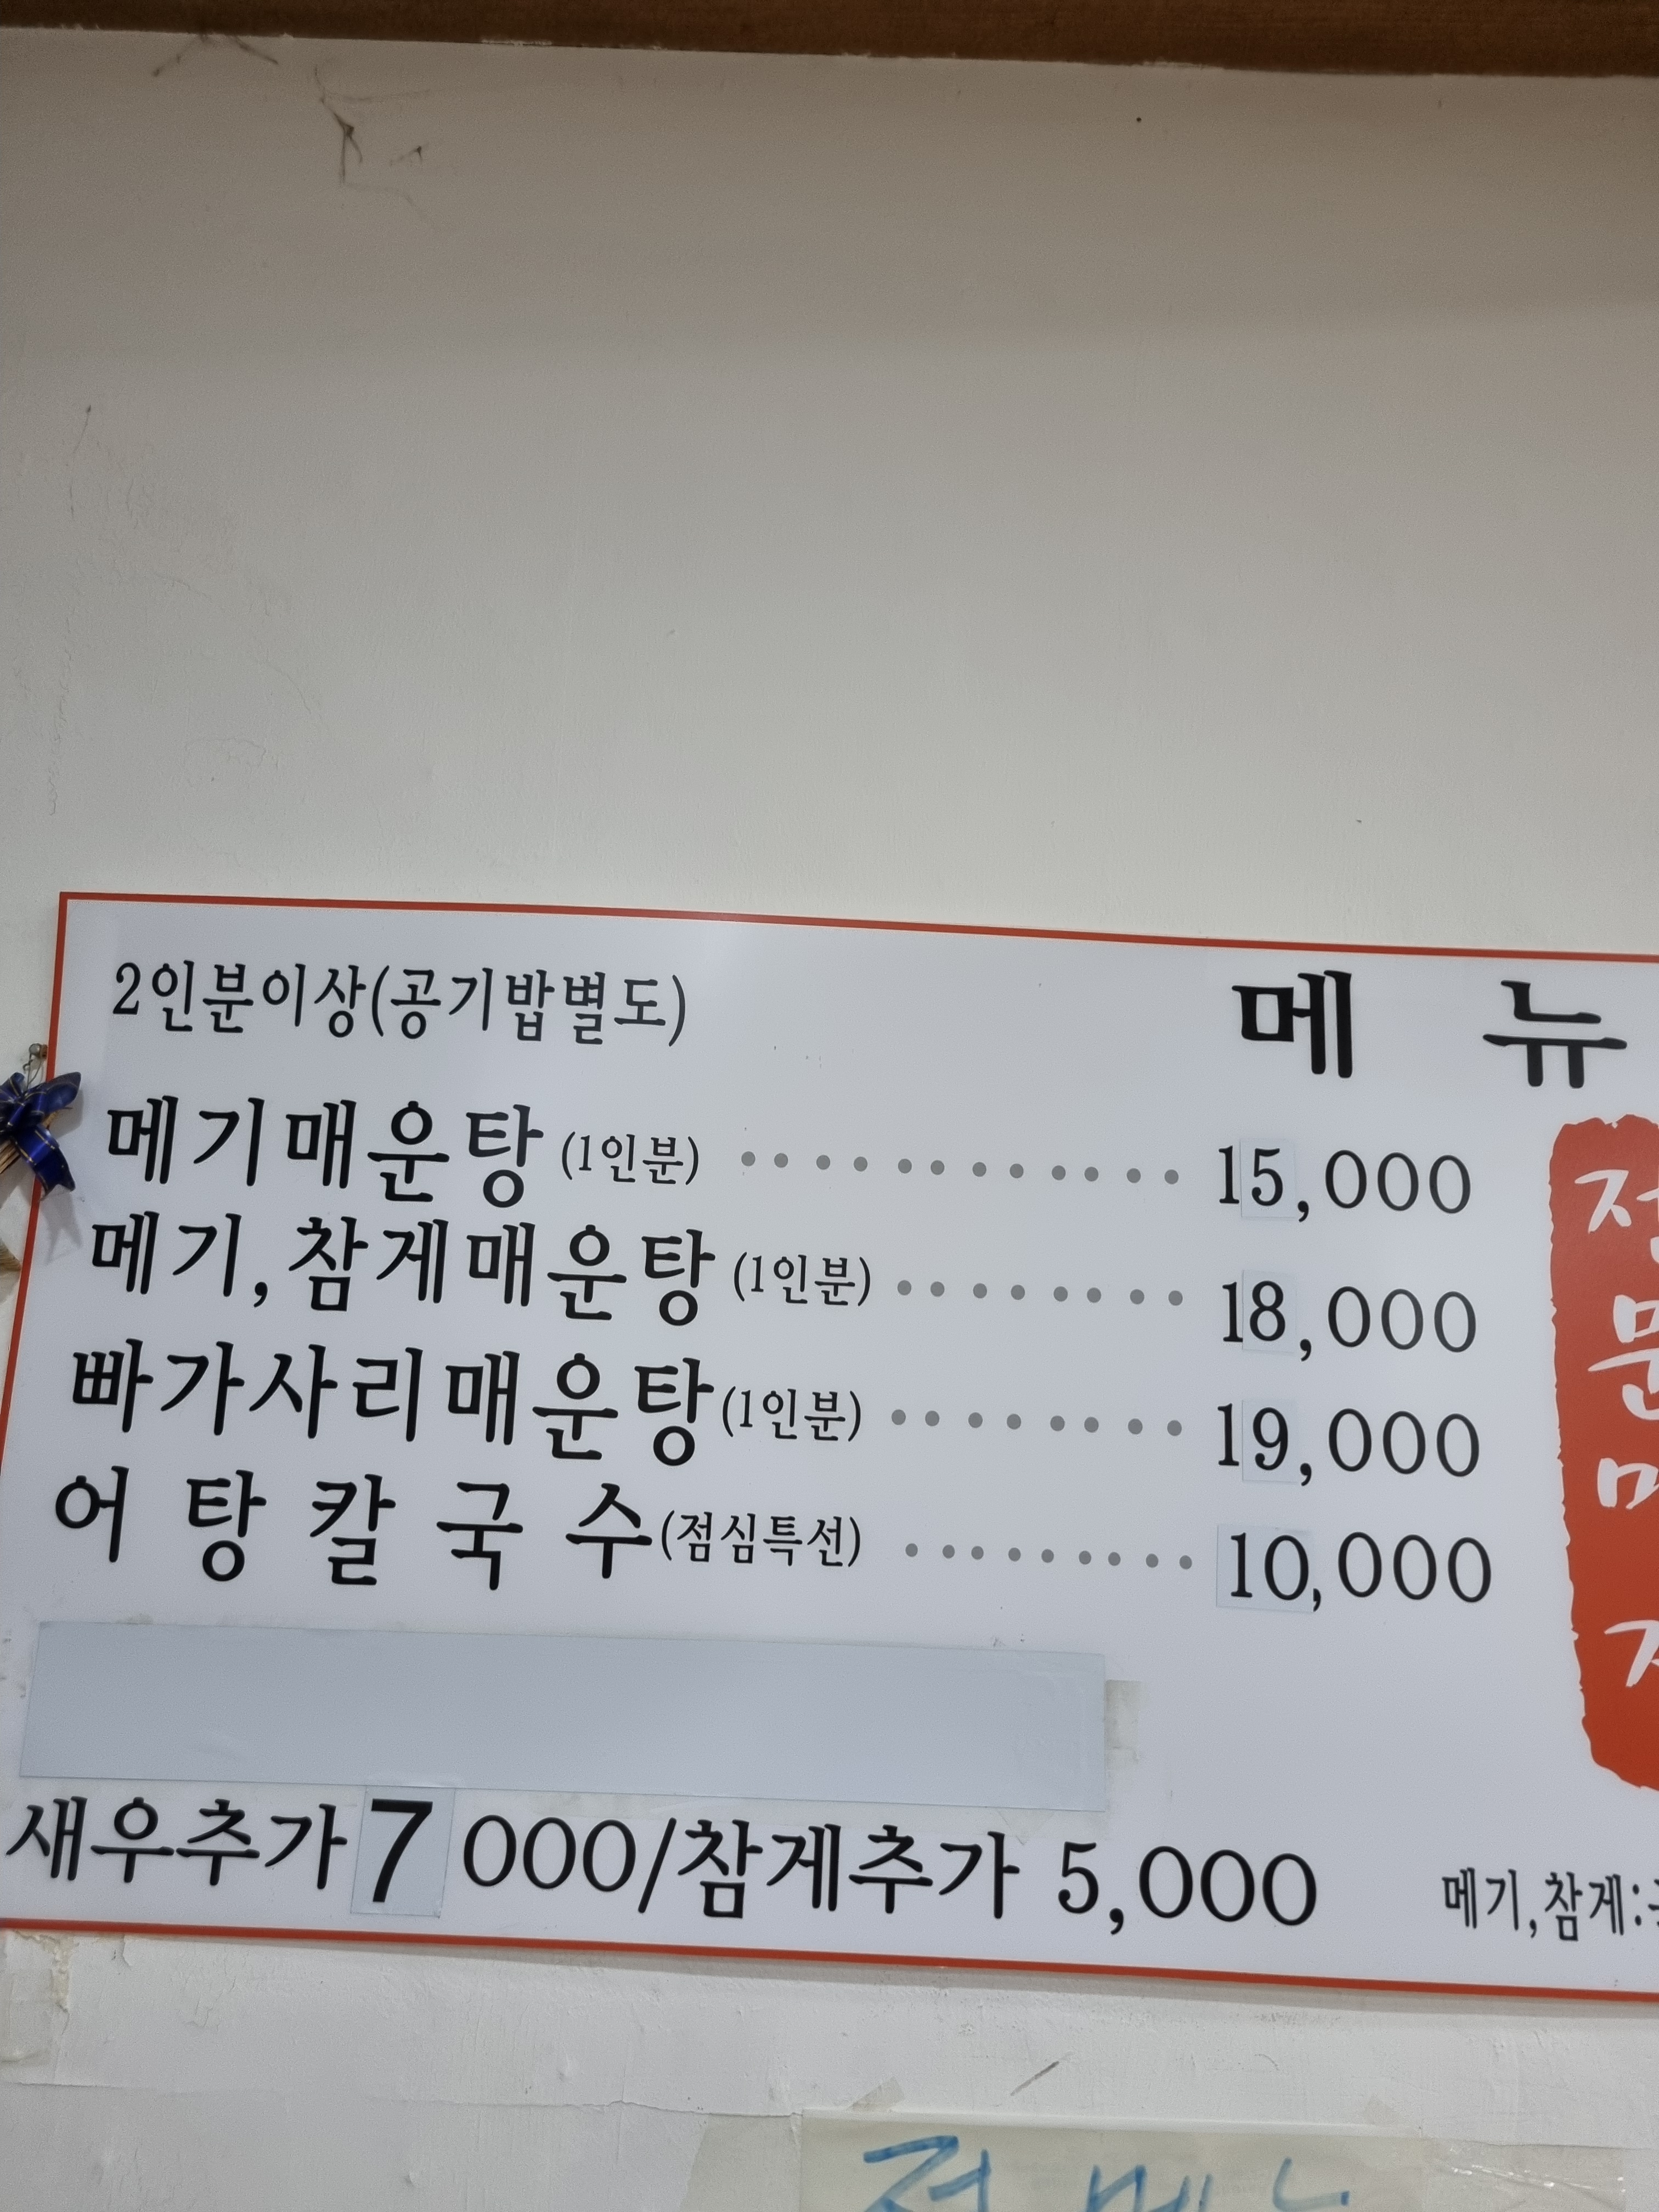 메 뉴
2인분이상(공기밥별도)
메기매운탕 (1인분) 15,000
메기,참게매운탕 (1인분) 18,000
빠가사리매운탕(1인분) 19,000
어 탕 칼 국 수(점심특선) 10,000
새우추가 7 000/참게추가 5,000
메기,참게: